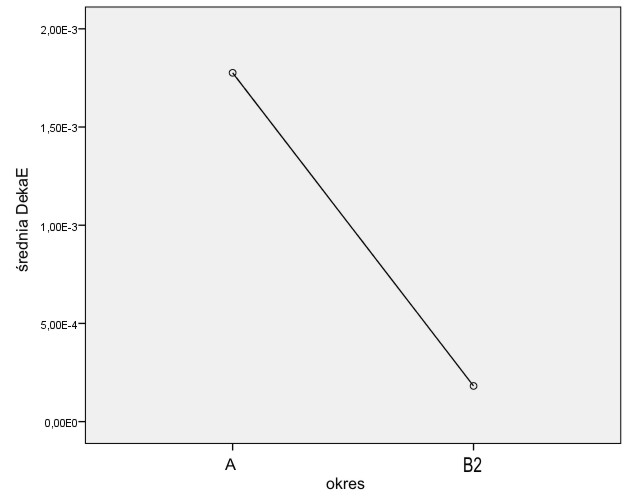 2,00E-3
1,50E-3
1,00E-3
5,00E-4
0,00E0
średnia DekaE
A
B2
okres